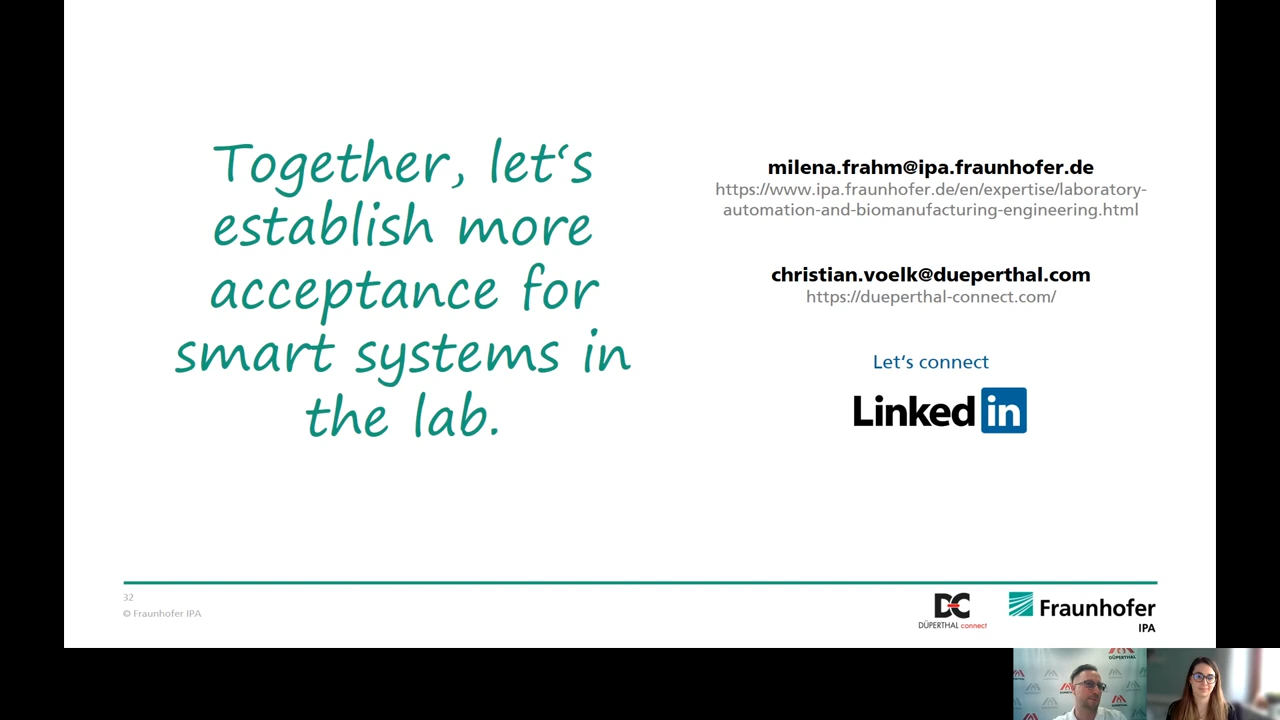 Together, let‘s
establish more
acceptance for
smart systems in
the lab.
milena.frahm@ipa.fraunhofer.de
https://www.ipa.fraunhofer.de/en/expertise/laboratory-
automation-and-biomanufacturing-engineering.html
christian.voelk@dueperthal.com
https://dueperthal-connect.com/
Let‘s connect
Linked in
32
© Fraunhofer IPA
DC
DÜPERTHAL connect
Fraunhofer
IPA
DÜPERTHAL